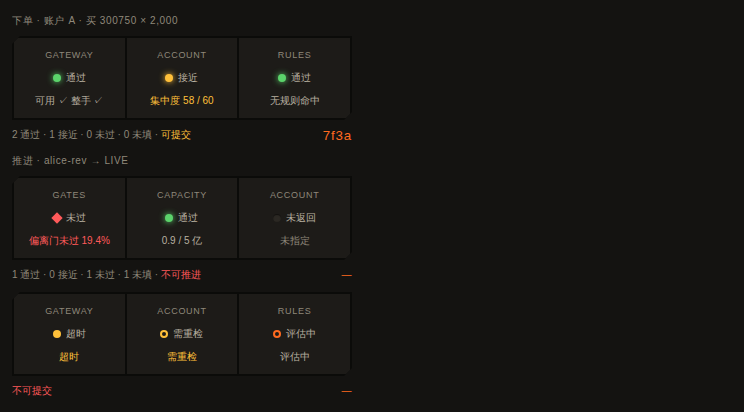 下单 · 账户 A · 买 300750 × 2,000
GATEWAY ACCOUNT RULES
通过 接近 通过
可用 ✓ 整手 ✓ 集中度 58 / 60 无规则命中
2 通过 · 1 接近 · 0 未过 · 0 未填 · 可提交 7f3a
推进 · alice-rev → LIVE
GATES CAPACITY ACCOUNT
未过 通过 未返回
偏离门未过 19.4% 0.9 / 5 亿 未指定
1 通过 · 0 接近 · 1 未过 · 1 未填 · 不可推进 —
GATEWAY ACCOUNT RULES
超时 需重检 评估中
超时 需重检 评估中
不可提交 —